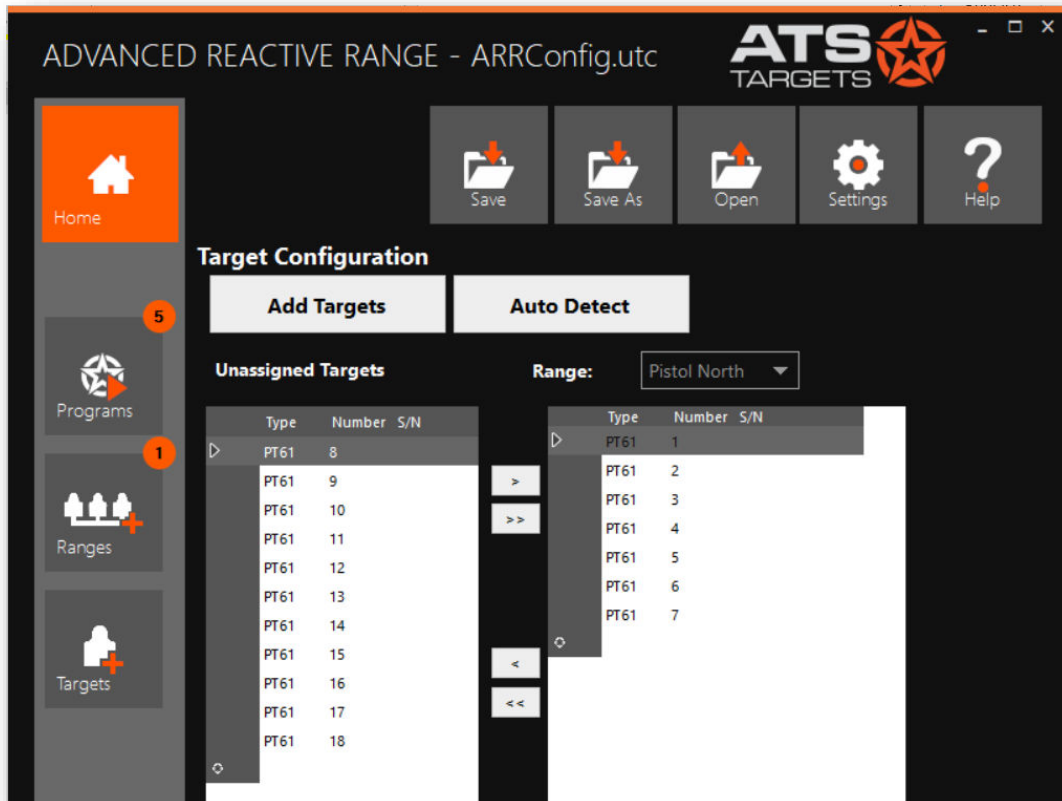 ADVANCED REACTIVE RANGE - ARRConfig.utc
ATS
TARGETS
Home
Save
Save As
Open
Settings
Help
Target Configuration
Add Targets
Auto Detect
5
Programs
1
Ranges
Targets
Unassigned Targets
Range: Pistol North
Type Number S/N
PT61 8
PT61 9
PT61 10
PT61 11
PT61 12
PT61 13
PT61 14
PT61 15
PT61 16
PT61 17
PT61 18
>
>>
<
<<
Type Number S/N
PT61 1
PT61 2
PT61 3
PT61 4
PT61 5
PT61 6
PT61 7